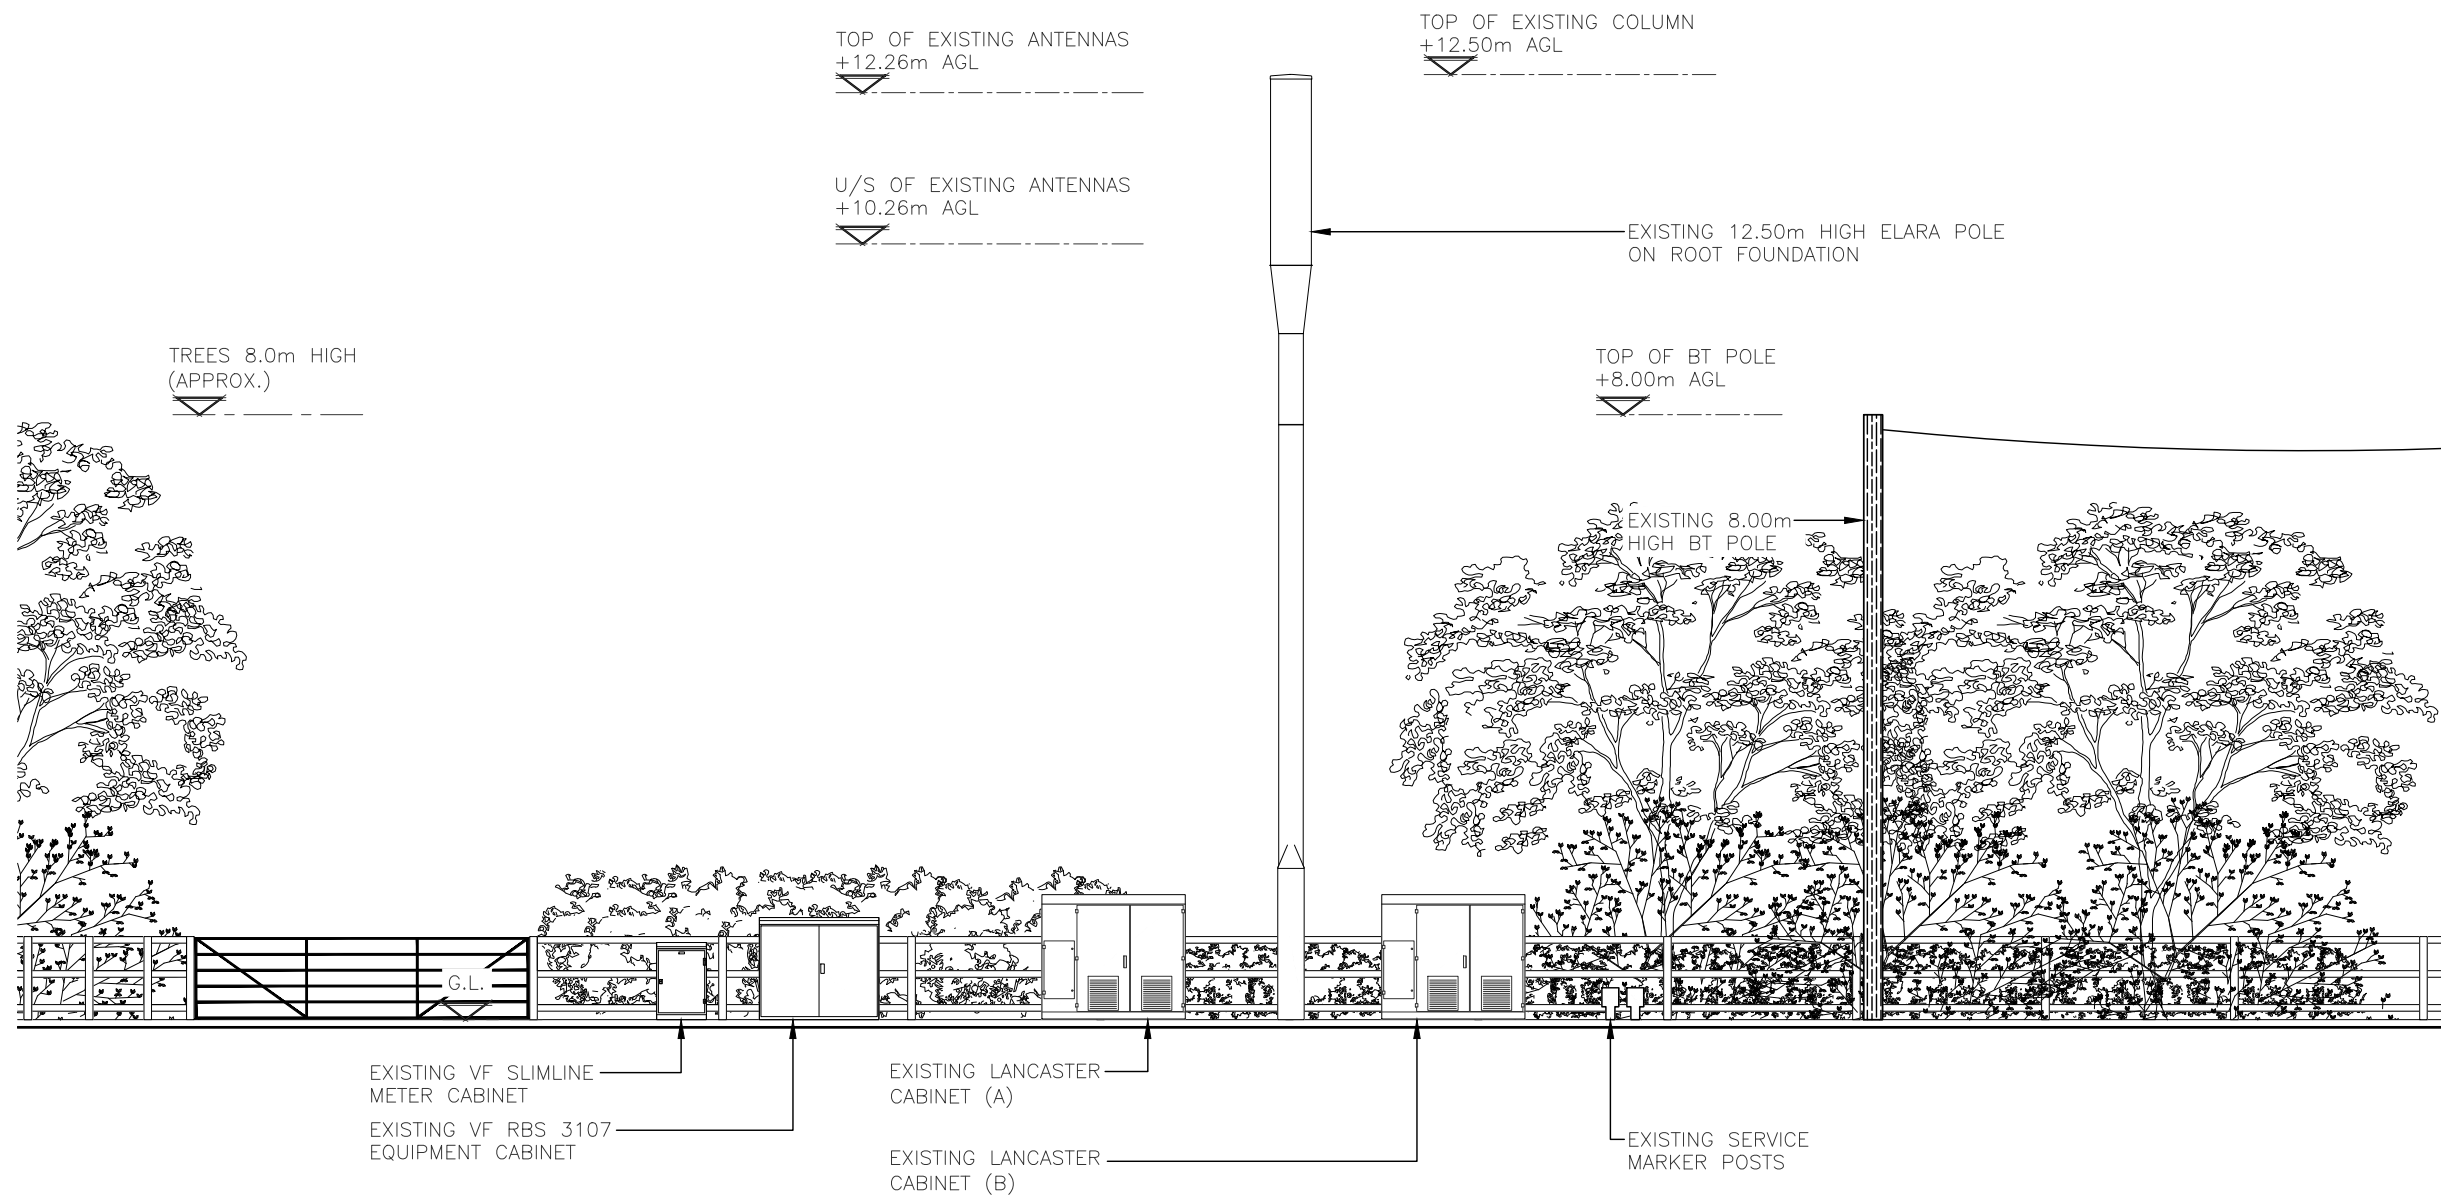 TOP OF EXISTING ANTENNAS
+12.26m AGL
TOP OF EXISTING COLUMN
+12.50m AGL
U/S OF EXISTING ANTENNAS
+10.26m AGL
EXISTING 12.50m HIGH ELARA POLE
ON ROOT FOUNDATION
TREES 8.0m HIGH
(APPROX.)
TOP OF BT POLE
+8.00m AGL
EXISTING 8.00m
HIGH BT POLE
G.L.
EXISTING VF SLIMLINE
METER CABINET
EXISTING VF RBS 3107
EQUIPMENT CABINET
EXISTING LANCASTER
CABINET (A)
EXISTING LANCASTER
CABINET (B)
EXISTING SERVICE
MARKER POSTS